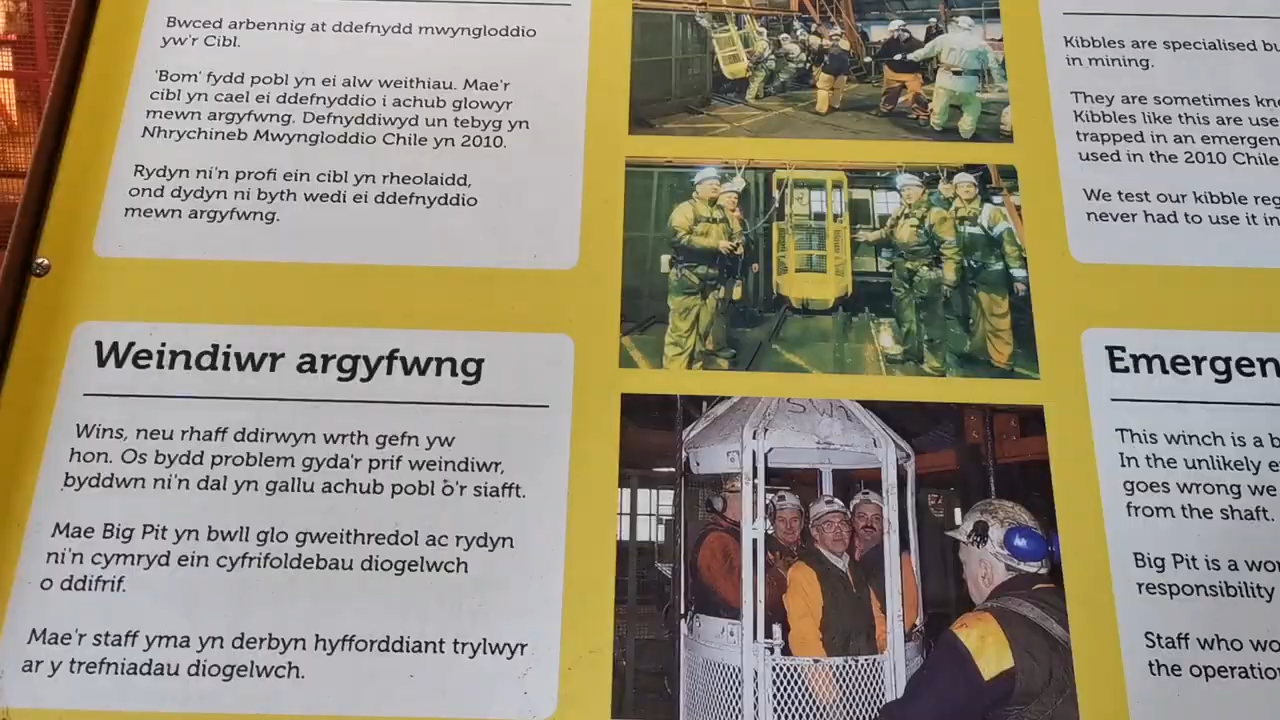 Bwced arbennig at ddefnydd mwyngloddio
yw'r Cibl.
'Bom' fydd pobl yn ei alw weithiau. Mae'r
cibl yn cael ei ddefnyddio i achub glowyr
mewn argyfwng. Defnyddiwyd un tebyg yn
Nhrychineb Mwyngloddio Chile yn 2010.
Rydyn ni'n profi ein cibl yn rheolaidd,
ond dydyn ni byth wedi ei ddefnyddio
mewn argyfwng.
Weindiwr argyfwng
Wins, neu rhaff ddirwyn wrth gefn yw
hon. Os bydd problem gyda'r prif weindiwr,
byddwn ni'n dal yn gallu achub pobl o'r siafft.
Mae Big Pit yn bwll glo gweithredol ac rydyn
ni'n cymryd ein cyfrifoldebau diogelwch
o ddifrif.
Mae'r staff yma yn derbyn hyfforddiant trylwyr
ar y trefniadau diogelwch.
Kibbles are specialised
in mining.
They are sometimes
Kibbles like this are
trapped in an
used in the 2010 Chile
We test our kibble
never had to use it in
This winch is a
In the unlikely
goes wrong we
from the shaft.
Big Pit is a
responsibility
Staff who
the